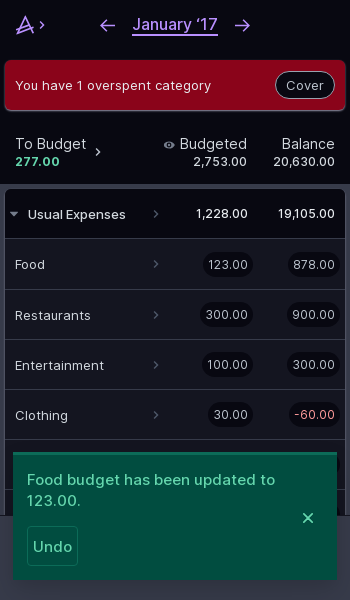 January ‘17
You have 1 overspent category Cover
To Budget Budgeted Balance
277.00 2,753.00 20,630.00
Usual Expenses 1,228.00 19,105.00
Food 123.00 878.00
Restaurants 300.00 900.00
Entertainment 100.00 300.00
Clothing 30.00 -60.00
Food budget has been updated to
123.00.
Undo